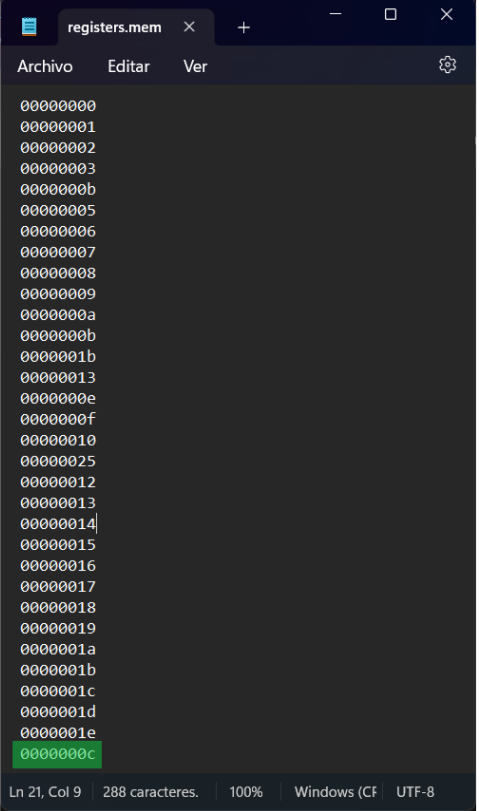 registers.mem
Archivo Editar Ver
00000000
00000001
00000002
00000003
0000000b
00000005
00000006
00000007
00000008
00000009
0000000a
0000000b
0000001b
00000013
0000000e
0000000f
00000010
00000025
00000012
00000013
00000014
00000015
00000016
00000017
00000018
00000019
0000001a
0000001b
0000001c
0000001d
0000001e
0000000c
Ln 21, Col 9 288 caracteres. 100% Windows (CF UTF-8